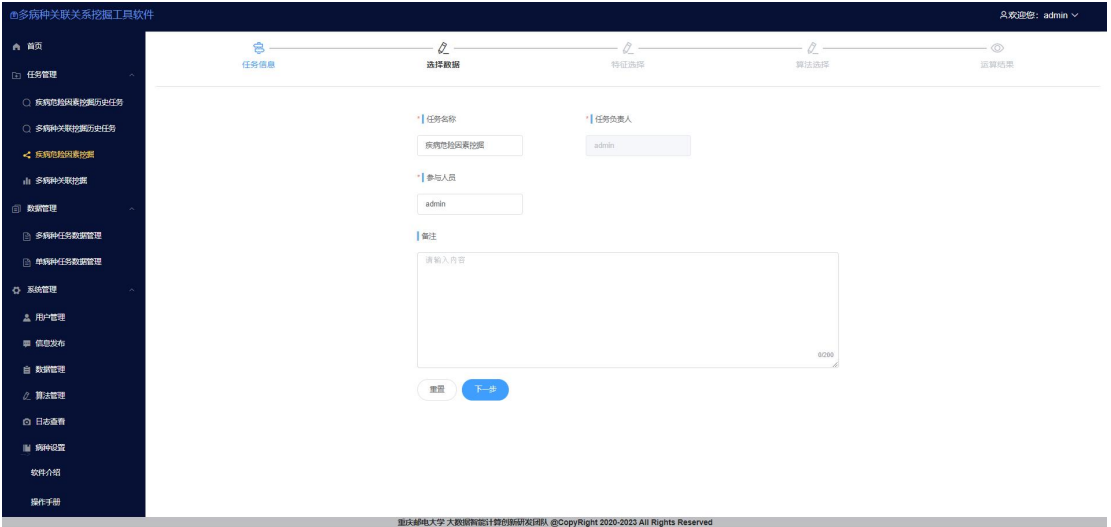 多病种关联关系挖掘工具软件
欢迎您：admin
首页
任务管理
疾病危险因素挖掘历史任务
多病种关联挖掘历史任务
疾病危险因素挖掘
多病种关联挖掘
数据管理
多病种任务数据管理
单病种任务数据管理
系统管理
用户管理
信息发布
数据管理
算法管理
日志查看
病种设置
软件介绍
操作手册
任务信息 选择数据 特征选择 算法选择 运算结果
* 任务名称 * 任务负责人
疾病危险因素挖掘 admin
* 参与人员
admin
备注
请输入内容
0/200
重置 下一步
重庆邮电大学 大数据智能计算创新研发团队 @CopyRight 2020-2023 All Rights Reserved